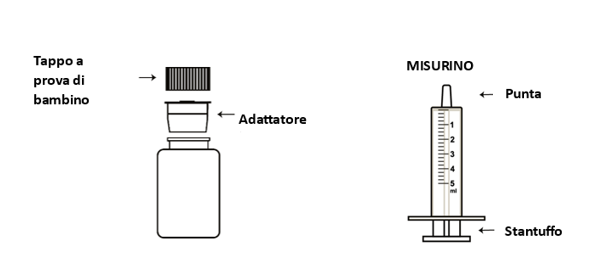 Tappo a
prova di
bambino
Adattatore
MISURINO
Punta
1
2
3
4
5
ml
Stantuffo